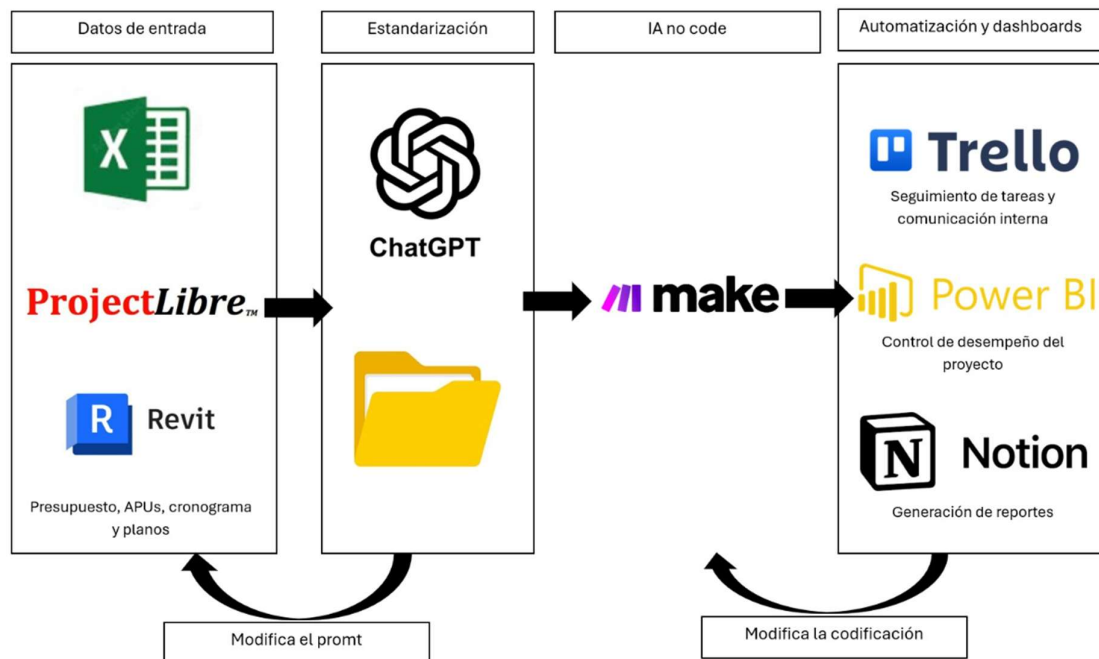 Datos de entrada
Estandarización
IA no code
Automatización y dashboards
X
ProjectLibre TM
R Revit
Presupuesto, APUs, cronograma
y planos
ChatGPT
make
Trello
Seguimiento de tareas y
comunicación interna
Power BI
Control de desempeño del
proyecto
N Notion
Generación de reportes
Modifica el promt
Modifica la codificación